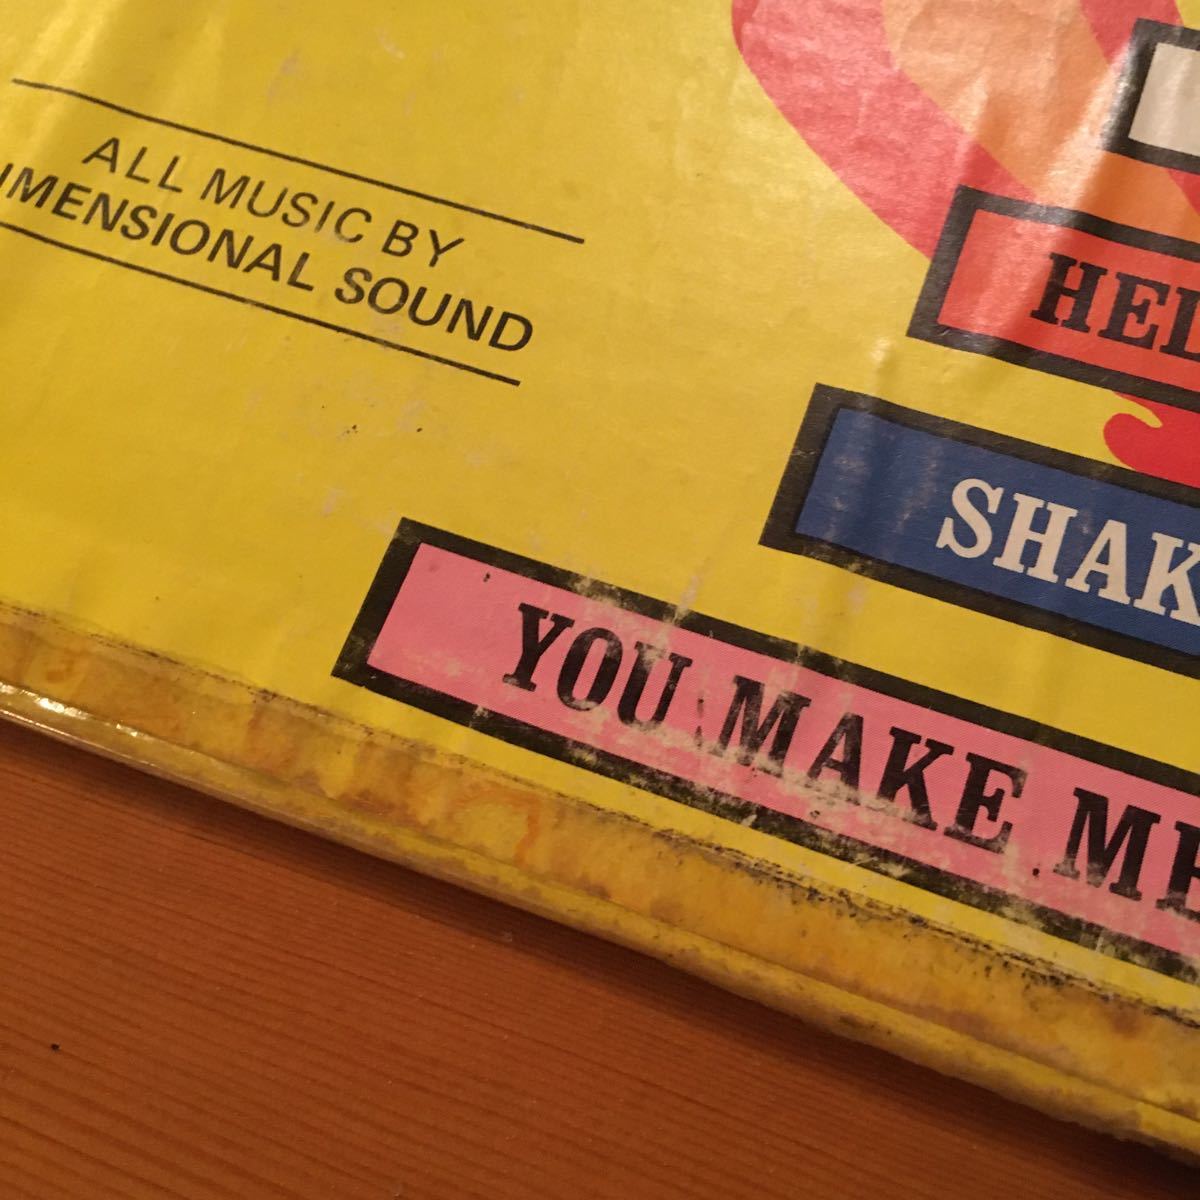 ALL MUSIC BY
IMENSIONAL SOUND
HEL
SHAK
YOU MAKE ME